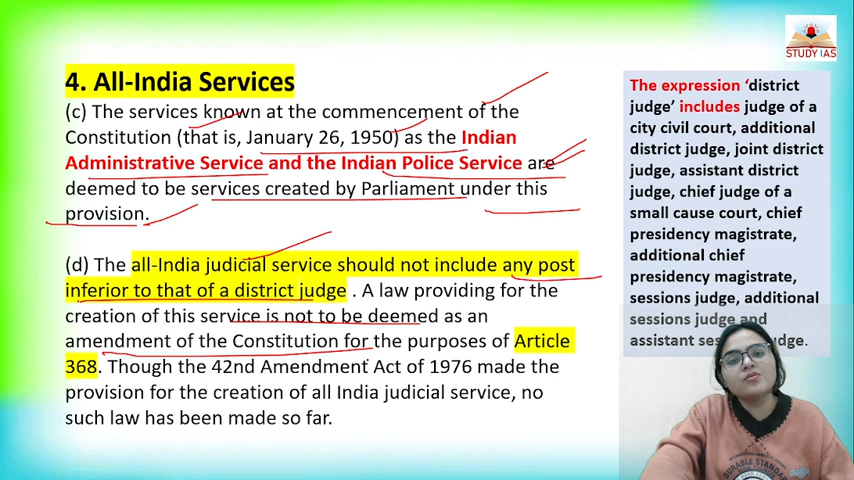 STUDY IAS
4. All-India Services
(c) The services known at the commencement of the
Constitution (that is, January 26, 1950) as the Indian
Administrative Service and the Indian Police Service are
deemed to be services created by Parliament under this
provision.
(d) The all-India judicial service should not include any post
inferior to that of a district judge . A law providing for the
creation of this service is not to be deemed as an
amendment of the Constitution for the purposes of Article
368. Though the 42nd Amendment Act of 1976 made the
provision for the creation of all India judicial service, no
such law has been made so far.
The expression ‘district
judge’ includes judge of a
city civil court, additional
district judge, joint district
judge, assistant district
judge, chief judge of a
small cause court, chief
presidency magistrate,
additional chief
presidency magistrate,
sessions judge, additional
sessions judge and
assistant judge.
DURABLE STANDARD